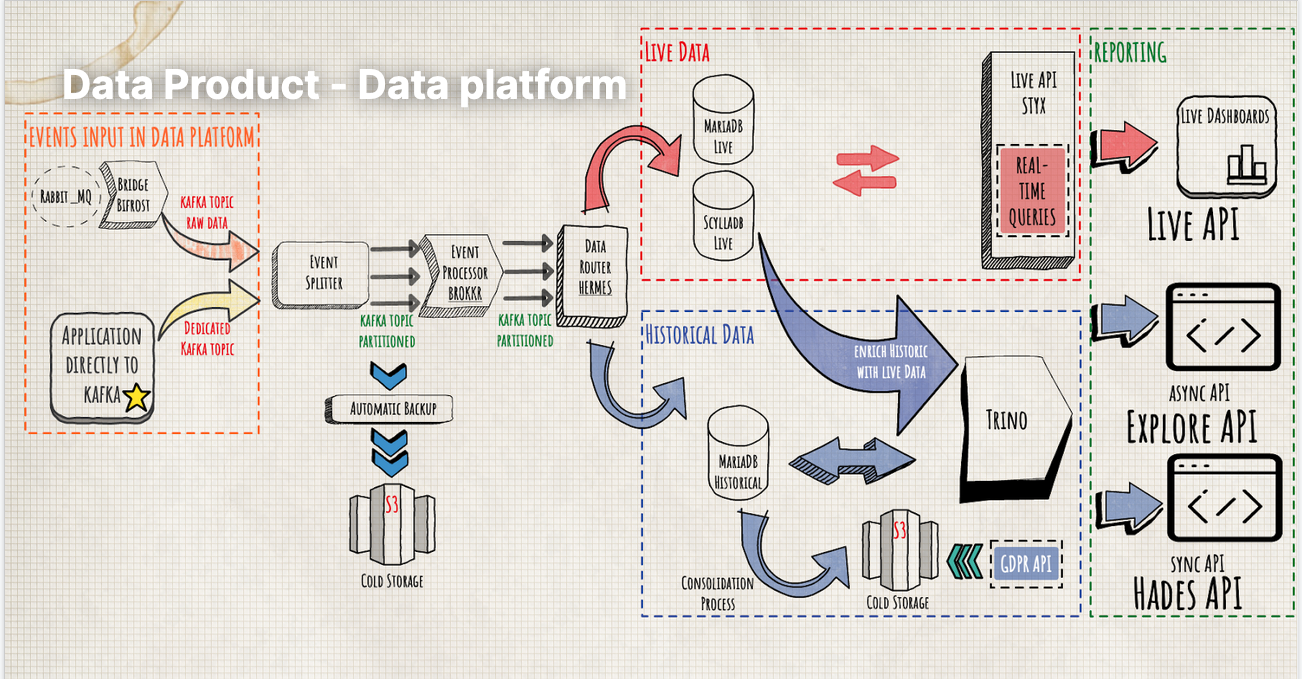 Data Product - Data platform
EVENTS INPUT IN DATA PLATFORM
RABBIT_MQ
BRIDGE
BIFROST
KAFKA TOPIC
RAW DATA
APPLICATION
DIRECTLY TO
KAFKA
DEDICATED
KAFKA TOPIC
EVENT
SPLITTER
KAFKA TOPIC
PARTITIONED
EVENT
PROCESSOR
BROKKR
KAFKA TOPIC
PARTITIONED
DATA
ROUTER
HERMES
AUTOMATIC BACKUP
S3
COLD STORAGE
LIVE DATA
MARIADB
LIVE
SCYLLADB
LIVE
LIVE API
STYX
REAL-
TIME
QUERIES
HISTORICAL DATA
ENRICH HISTORIC
WITH LIVE DATA
TRINO
MARIADB
HISTORICAL
CONSOLIDATION
PROCESS
S3
COLD STORAGE
GDPR API
REPORTING
LIVE DASHBOARDS
LIVE API
</>
ASYNC API
EXPLORE API
</>
SYNC API
HADES API